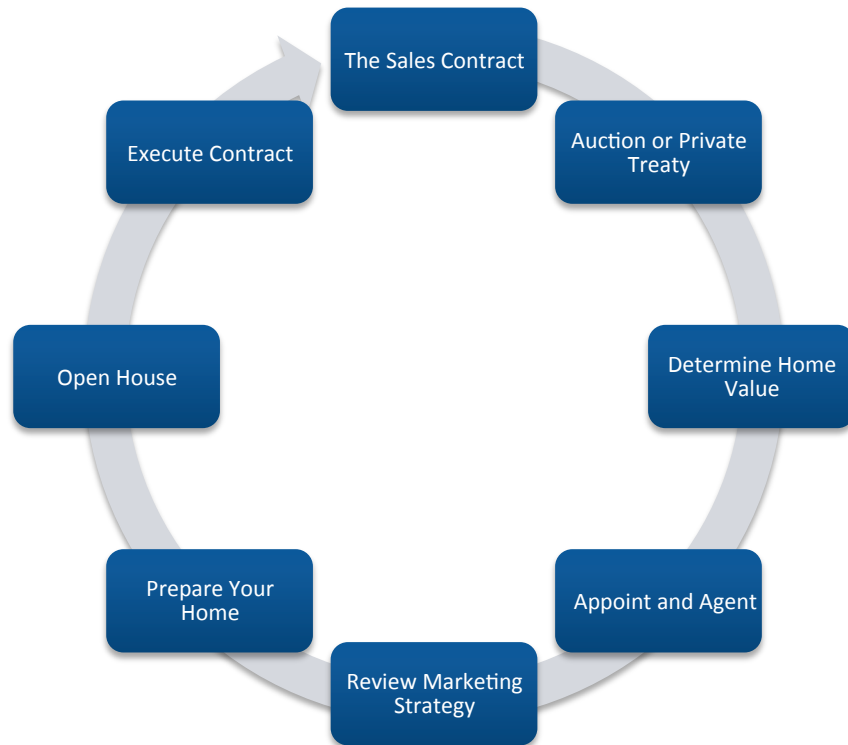 The Sales Contract
Auction or Private
Treaty
Determine Home
Value
Appoint and Agent
Review Marketing
Strategy
Prepare Your
Home
Open House
Execute Contract